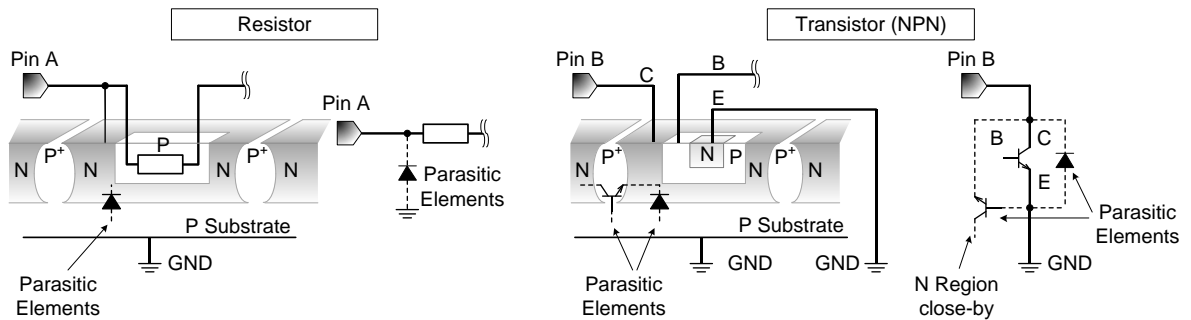 Resistor
Transistor (NPN)
Pin A
Pin A
N
P+
N
P
N
P+
N
Parasitic
Elements
P Substrate
GND
Parasitic
Elements
Pin B
C
B
E
N
P+
N
N
P
N
P+
N
P Substrate
GND
GND
Parasitic
Elements
Pin B
B
C
E
Parasitic
Elements
GND
N Region
close-by